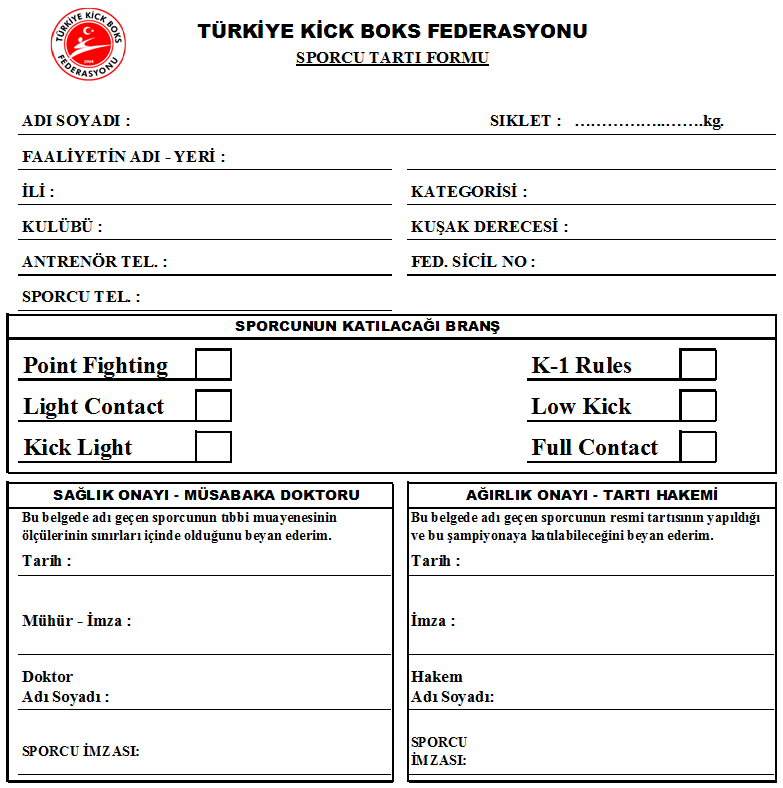 TÜRKİYE KİCK BOKS FEDERASYONU
TÜRKİYE KİCK BOKS FEDERASYONU
2004
SPORCU TARTI FORMU
ADI SOYADI : SIKLET : ……………..…….kg.
FAALİYETİN ADI - YERİ :
İLİ : KATEGORİSİ :
KULÜBÜ : KUŞAK DERECESİ :
ANTRENÖR TEL. : FED. SİCİL NO :
SPORCU TEL. :
SPORCUNUN KATILACAĞI BRANŞ
Point Fighting K-1 Rules
Light Contact Low Kick
Kick Light Full Contact
SAĞLIK ONAYI - MÜSABAKA DOKTORU
Bu belgede adı geçen sporcunun tıbbi muayenesinin
ölçülerinin sınırları içinde olduğunu beyan ederim.
Tarih :
Mühür - İmza :
Doktor
Adı Soyadı :
SPORCU İMZASI:
AĞIRLIK ONAYI - TARTI HAKEMİ
Bu belgede adı geçen sporcunun resmi tartısının yapıldığı
ve bu şampiyonaya katılabileceğini beyan ederim.
Tarih :
İmza :
Hakem
Adı Soyadı:
SPORCU
İMZASI: